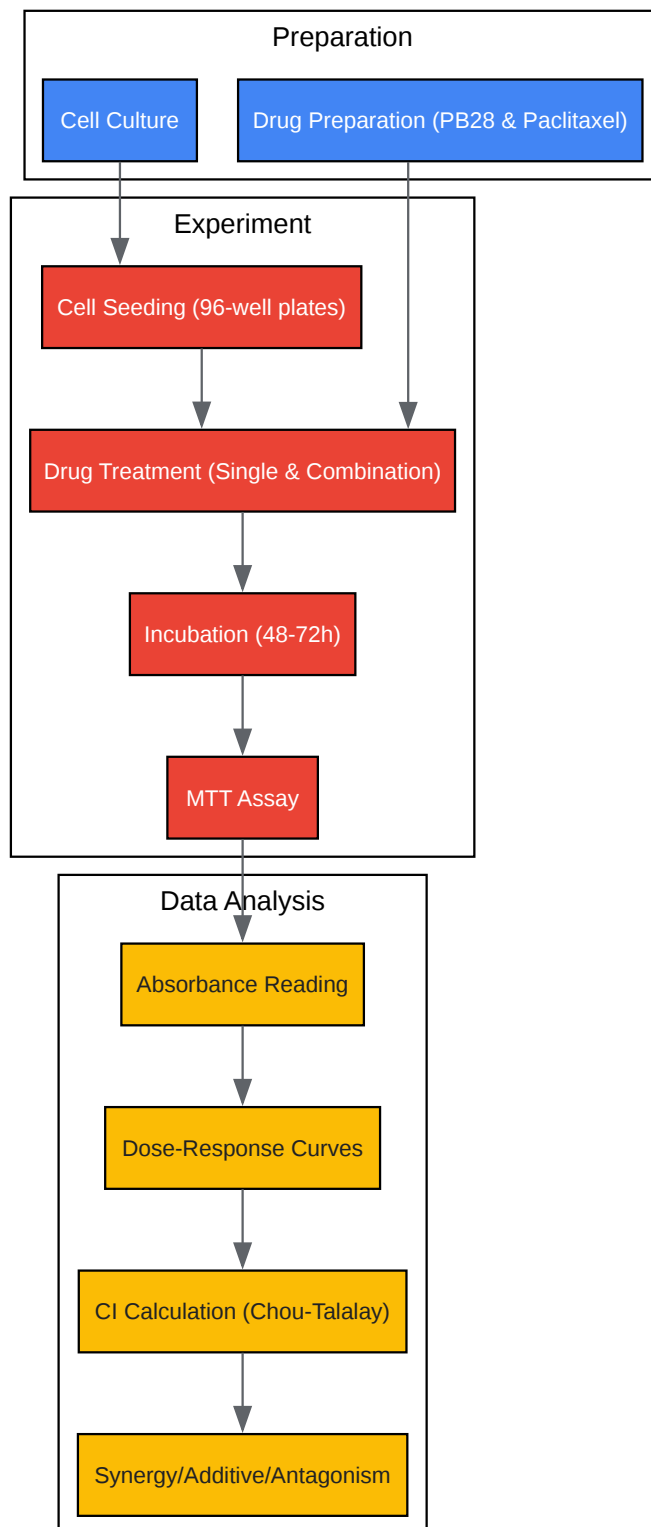 Preparation
Cell Culture
Drug Preparation (PB28 & Paclitaxel)
Experiment
Cell Seeding (96-well plates)
Drug Treatment (Single & Combination)
Incubation (48-72h)
MTT Assay
Data Analysis
Absorbance Reading
Dose-Response Curves
CI Calculation (Chou-Talalay)
Synergy/Additive/Antagonism